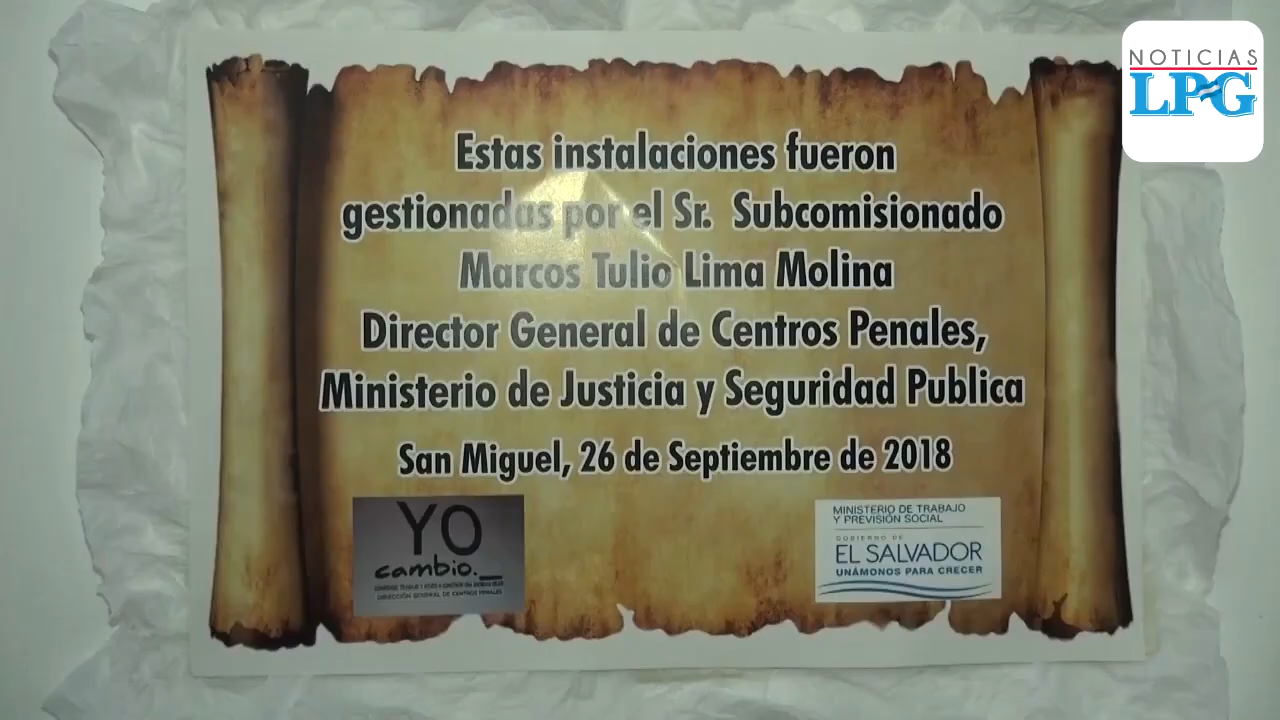 NOTICIAS
LPG
Estas instalaciones fueron
gestionadas por el Sr. Subcomisionado
Marcos Tulio Lima Molina
Director General de Centros Penales,
Ministerio de Justicia y Seguridad Publica
San Miguel, 26 de Septiembre de 2018
YO
cambio._
DIRECCIÓN GENERAL DE CENTROS PENALES
MINISTERIO DE TRABAJO
Y PREVISIÓN SOCIAL
GOBIERNO DE
EL SALVADOR
UNÁMONOS PARA CRECER